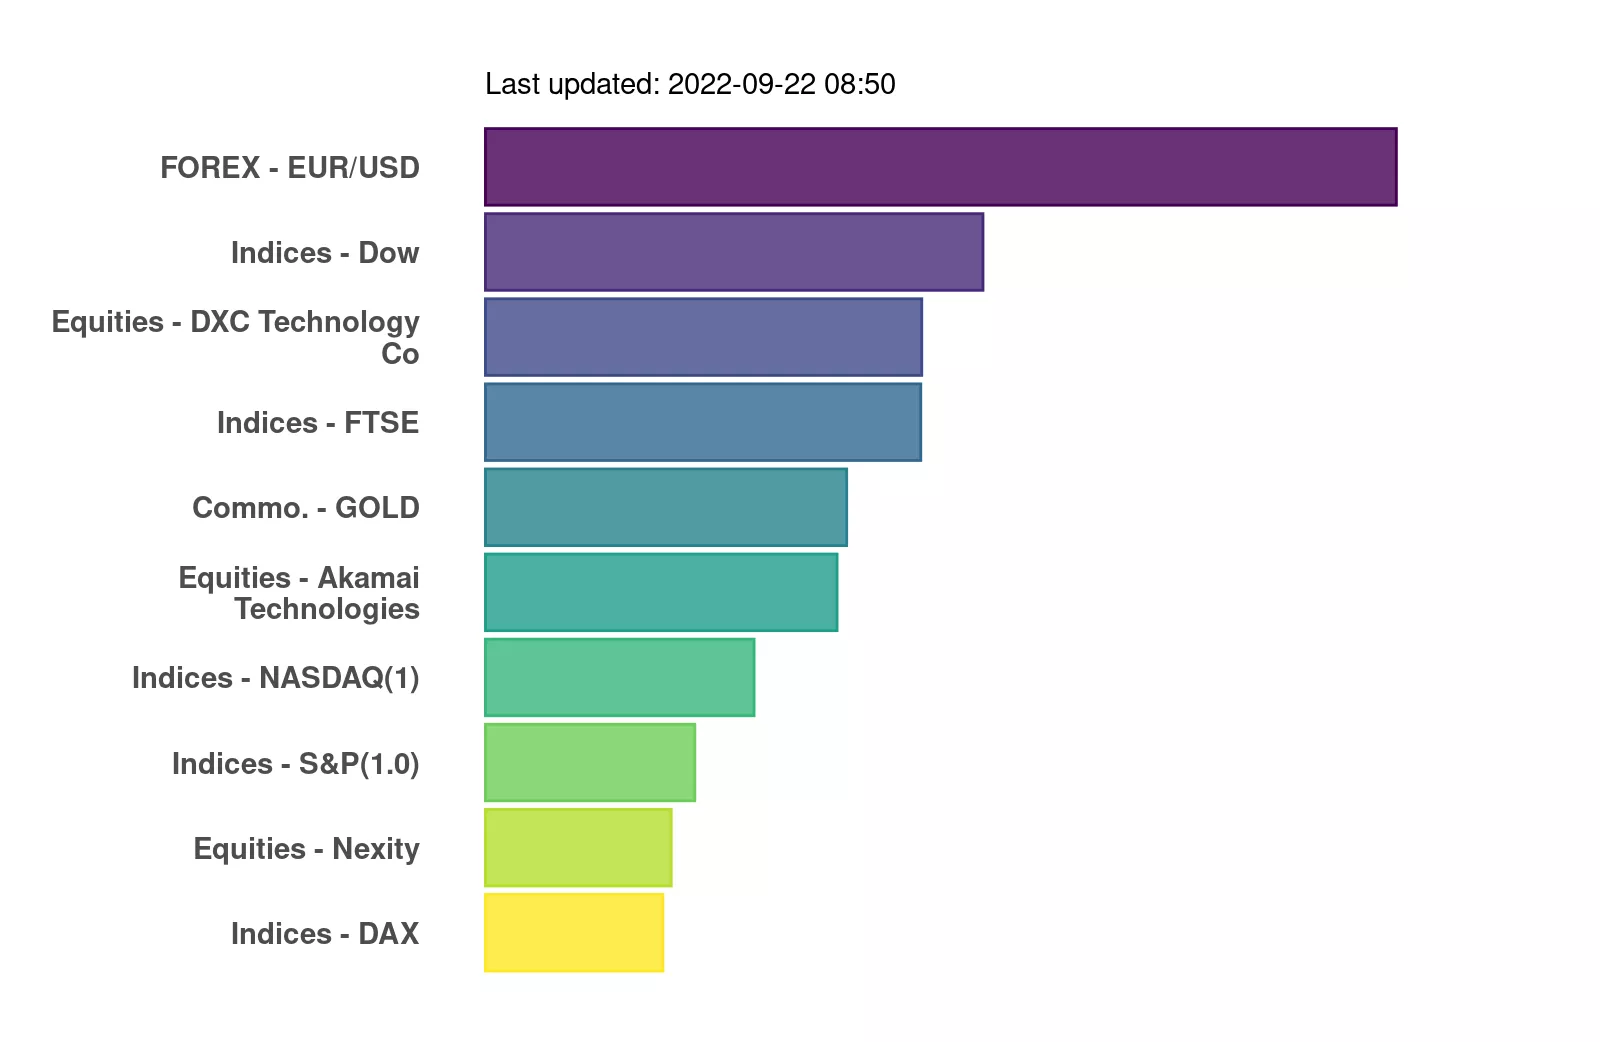 Last updated: 2022-09-22 08:50
FOREX - EUR/USD
Indices - Dow
Equities - DXC Technology
Co
Indices - FTSE
Commo. - GOLD
Equities - Akamai
Technologies
Indices - NASDAQ(1)
Indices - S&P(1.0)
Equities - Nexity
Indices - DAX